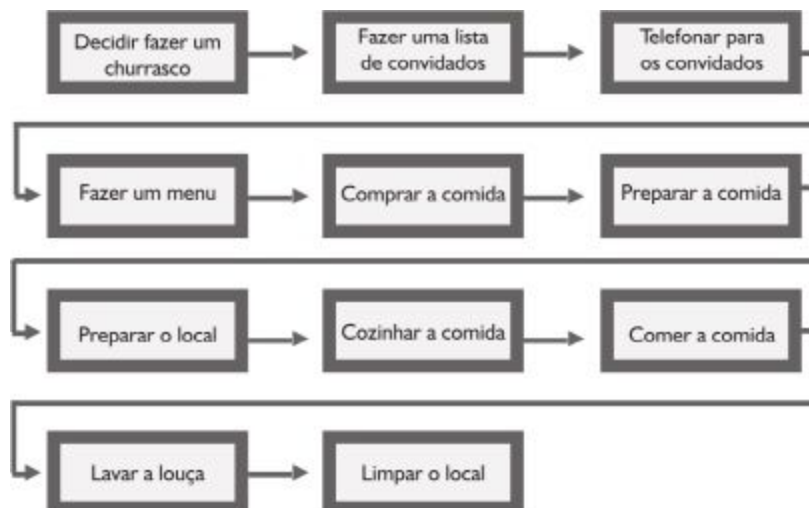 Decidir fazer um
churrasco
Fazer uma lista
de convidados
Telefonar para
os convidados
Fazer um menu
Comprar a comida
Preparar a comida
Preparar o local
Cozinhar a comida
Comer a comida
Lavar a louça
Limpar o local